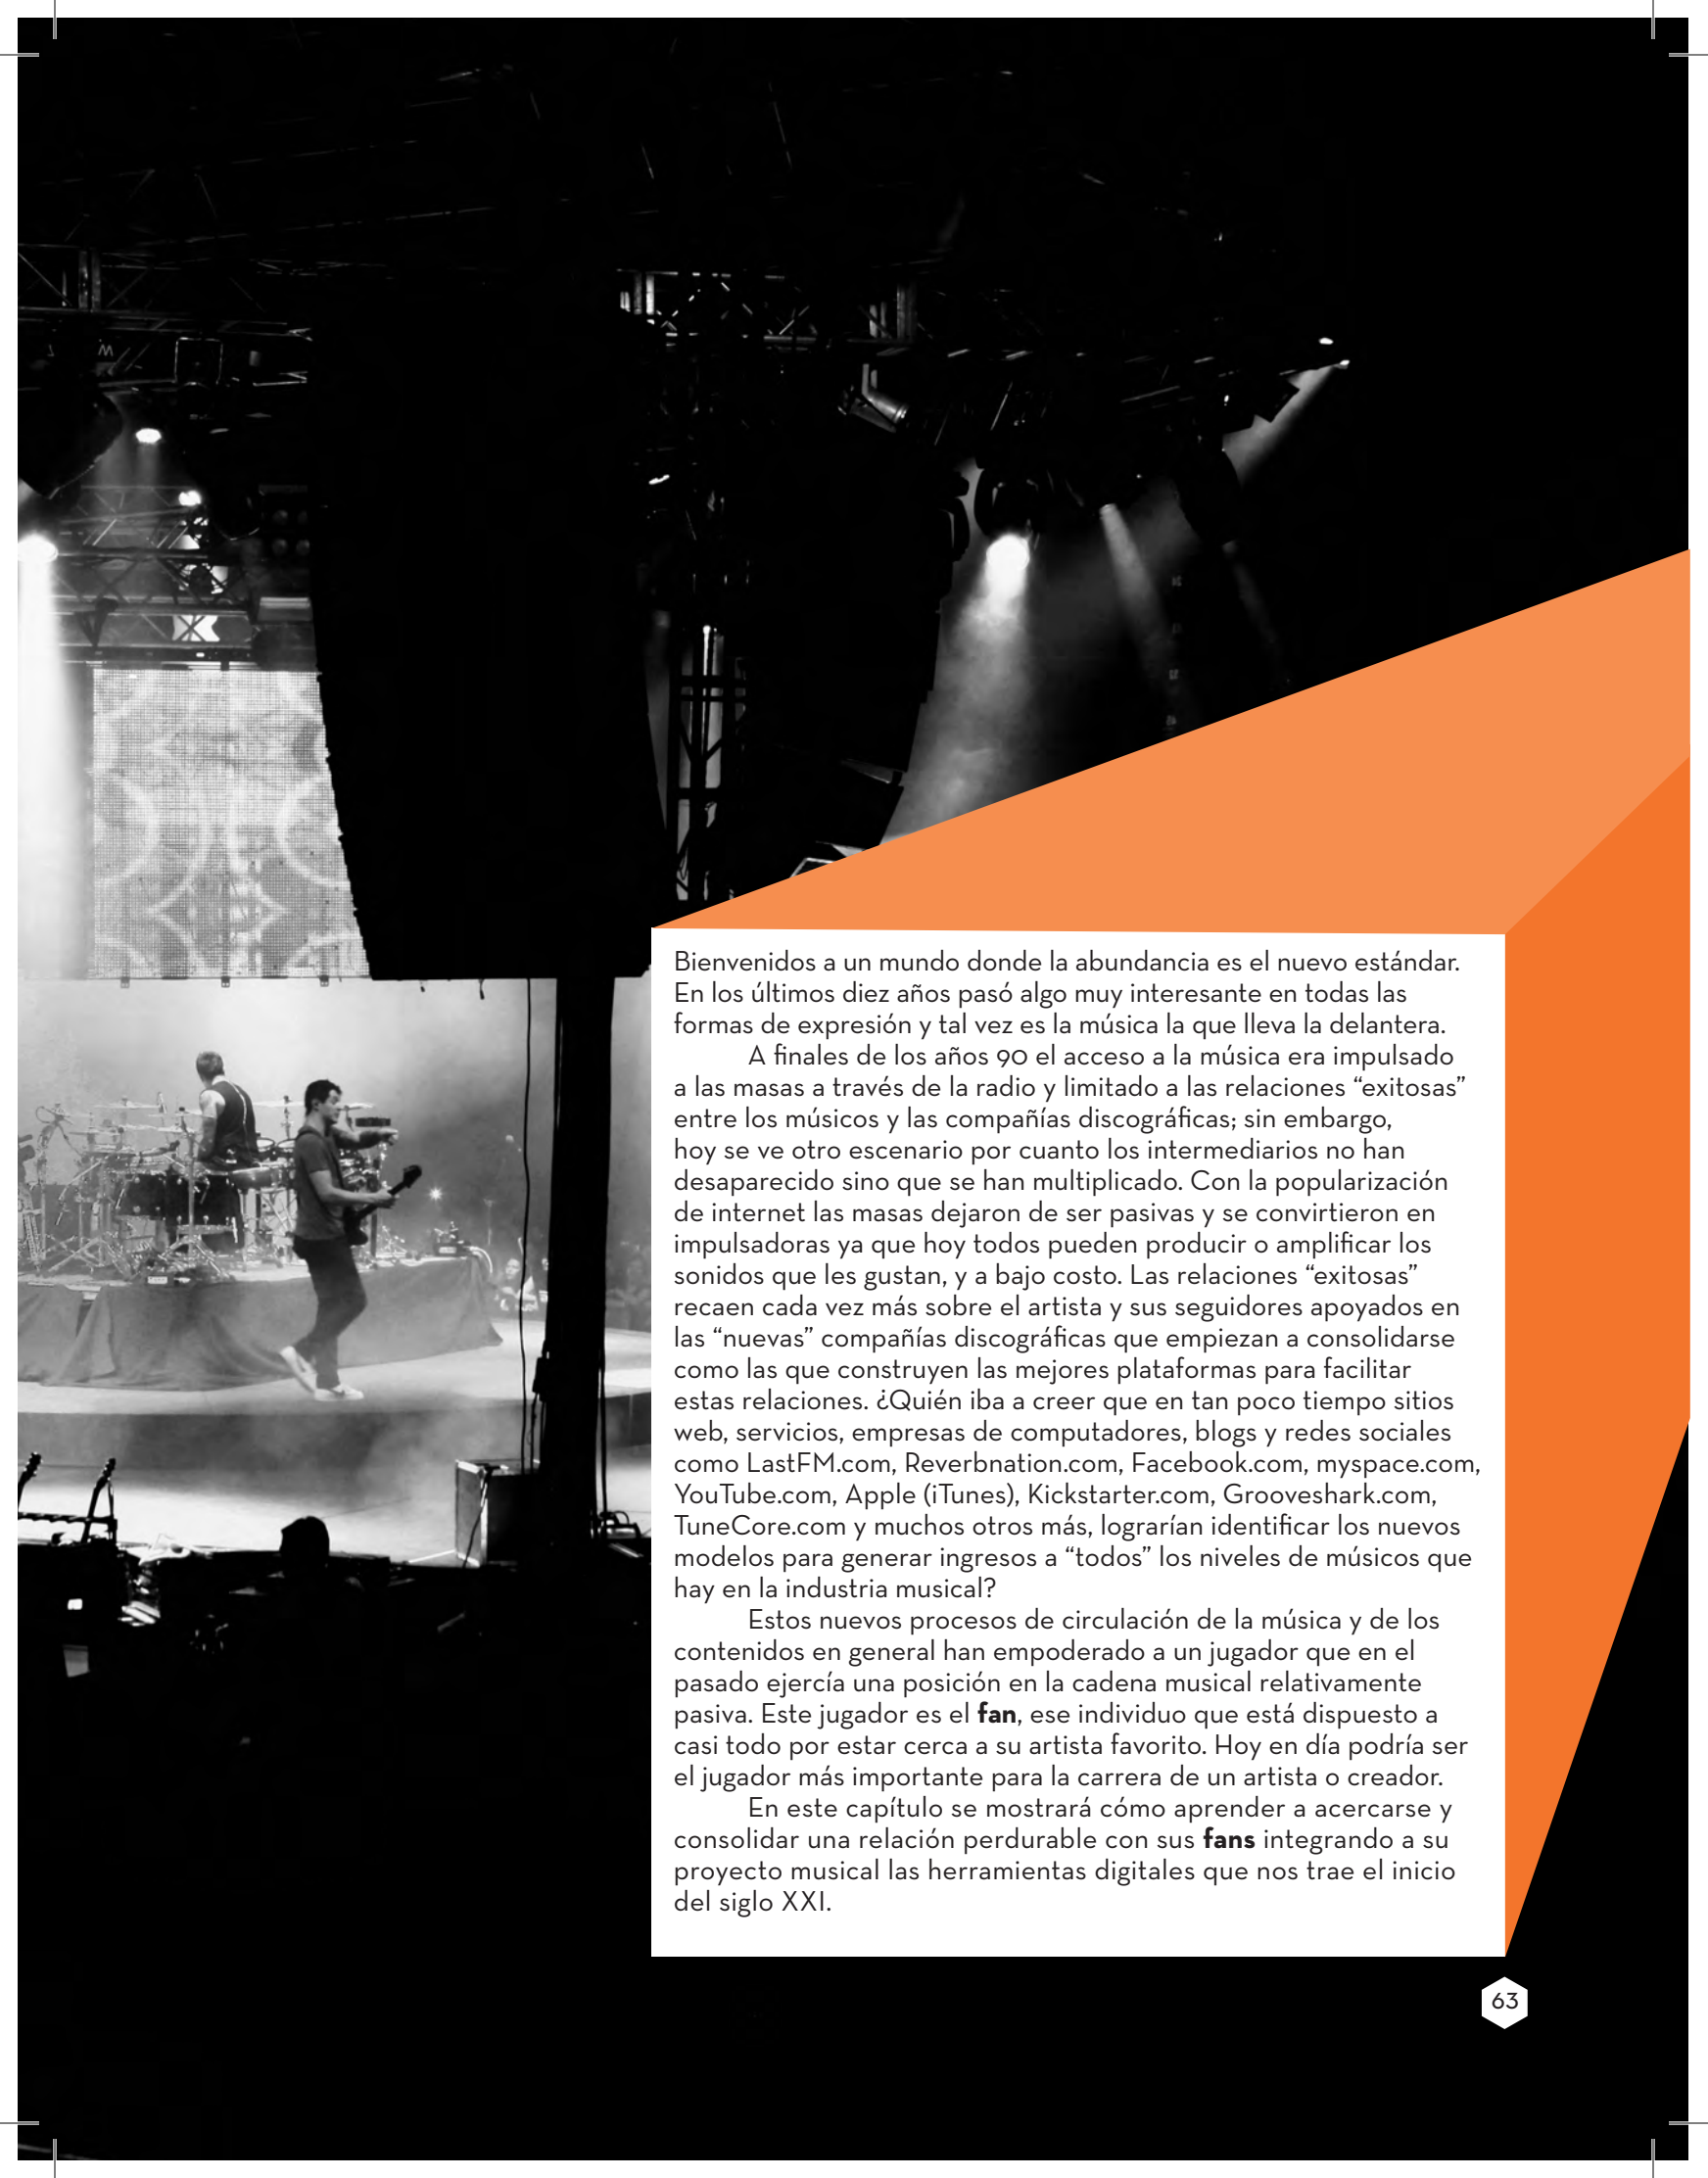 Bienvenidos a un mundo donde la abundancia es el nuevo estándar.
En los últimos diez años pasó algo muy interesante en todas las
formas de expresión y tal vez es la música la que lleva la delantera.
A finales de los años 90 el acceso a la música era impulsado
a las masas a través de la radio y limitado a las relaciones “exitosas”
entre los músicos y las compañías discográficas; sin embargo,
hoy se ve otro escenario por cuanto los intermediarios no han
desaparecido sino que se han multiplicado. Con la popularización
de internet las masas dejaron de ser pasivas y se convirtieron en
impulsadoras ya que hoy todos pueden producir o amplificar los
sonidos que les gustan, y a bajo costo. Las relaciones “exitosas”
recaen cada vez más sobre el artista y sus seguidores apoyados en
las “nuevas” compañías discográficas que empiezan a consolidarse
como las que construyen las mejores plataformas para facilitar
estas relaciones. ¿Quién iba a creer que en tan poco tiempo sitios
web, servicios, empresas de computadores, blogs y redes sociales
como LastFM.com, Reverbnation.com, Facebook.com, myspace.com,
YouTube.com, Apple (iTunes), Kickstarter.com, Grooveshark.com,
TuneCore.com y muchos otros más, lograrían identificar los nuevos
modelos para generar ingresos a “todos” los niveles de músicos que
hay en la industria musical?
Estos nuevos procesos de circulación de la música y de los
contenidos en general han empoderado a un jugador que en el
pasado ejercía una posición en la cadena musical relativamente
pasiva. Este jugador es el fan, ese individuo que está dispuesto a
casi todo por estar cerca a su artista favorito. Hoy en día podría ser
el jugador más importante para la carrera de un artista o creador.
En este capítulo se mostrará cómo aprender a acercarse y
consolidar una relación perdurable con sus fans integrando a su
proyecto musical las herramientas digitales que nos trae el inicio
del siglo XXI.
63